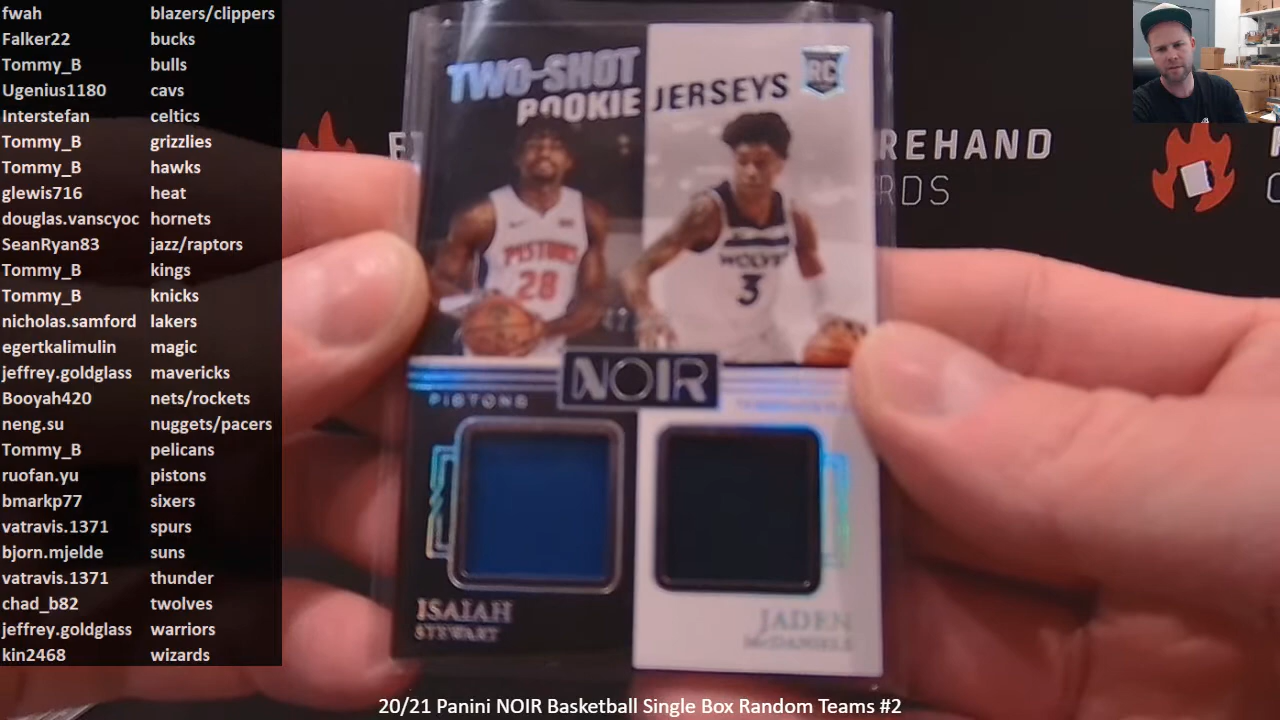 fwah blazers/clippers
Falker22 bucks
Tommy_B bulls
Ugenius1180 cavs
Interstefan celtics
Tommy_B grizzlies
Tommy_B hawks
glewis716 heat
douglas.vanscyoc hornets
SeanRyan83 jazz/raptors
Tommy_B kings
Tommy_B knicks
nicholas.samford lakers
egertkalimulin magic
jeffrey.goldglass mavericks
Booyah420 nets/rockets
neng.su nuggets/pacers
Tommy_B pelicans
ruofan.yu pistons
bmarkp77 sixers
vatravis.1371 spurs
bjorn.mjelde suns
vatravis.1371 thunder
chad_b82 twolves
jeffrey.goldglass warriors
kin2468 wizards
TWO-SHOT
ROOKIE JERSEYS
RC
REHAND
RDS
PISTONS
28
WOLVES
3
NOIR
PISTONS
ISAIAH
STEWART
JADEN
McDANIELS
20/21 Panini NOIR Basketball Single Box Random Teams #2